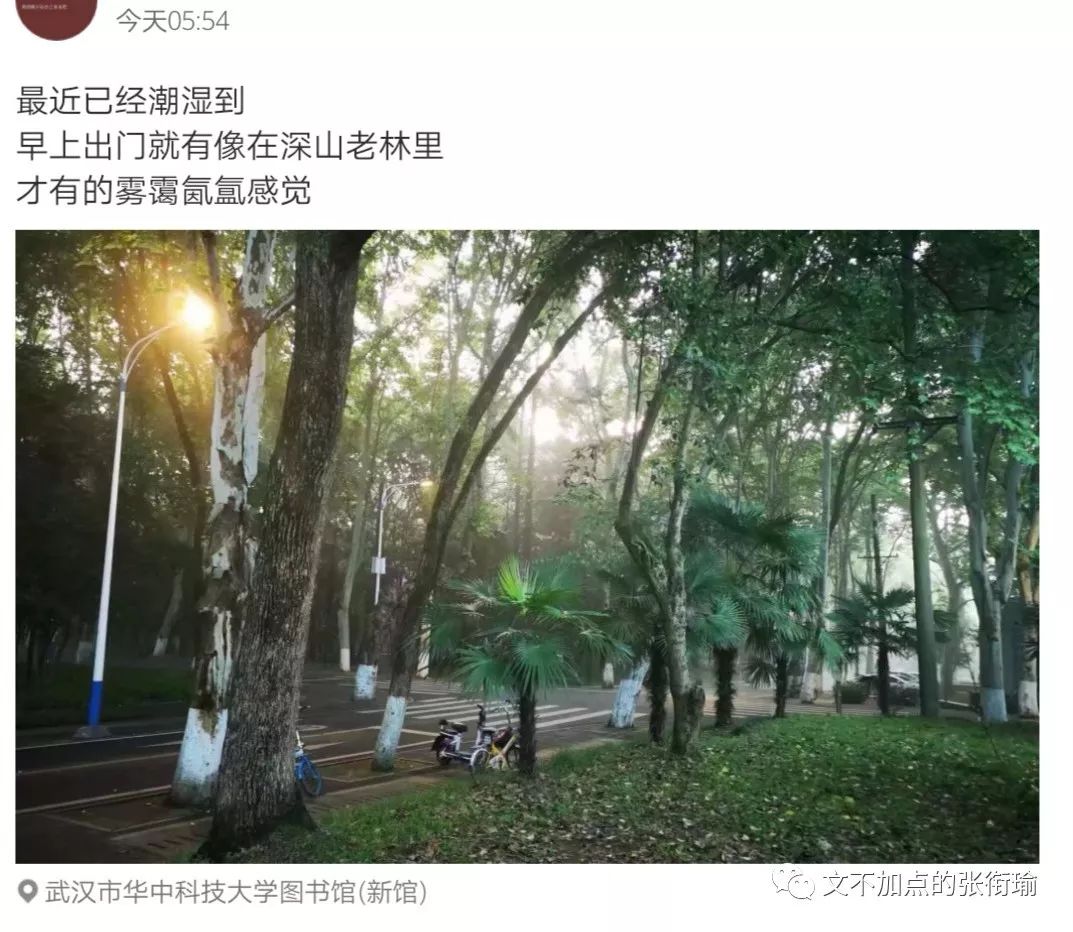 今天05:54
最近已经潮湿到
早上出门就有像在深山老林里
才有的雾霭氤氲感觉
武汉市华中科技大学图书馆(新馆)
文不加点的张衔瑜